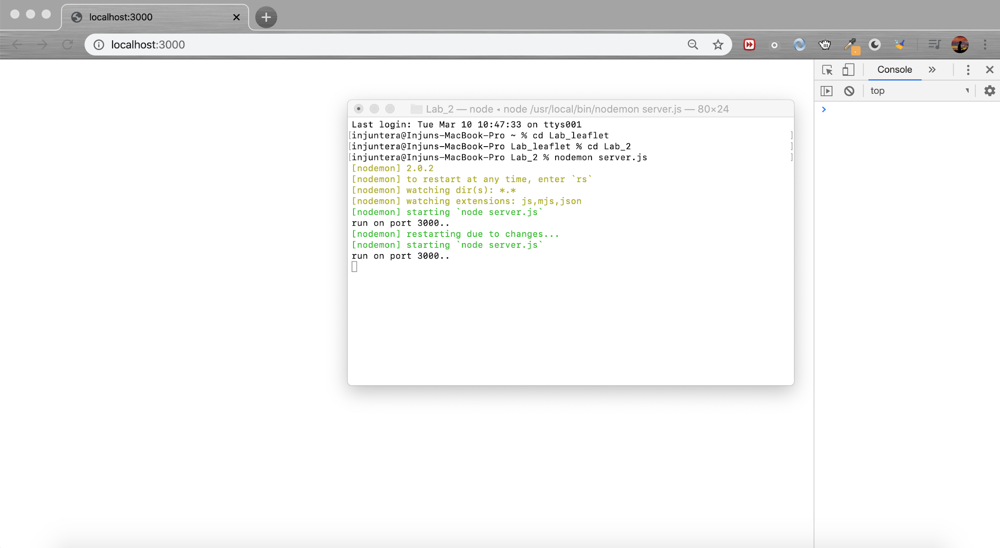 localhost:3000
localhost:3000
Console
top
Lab_2 — node ◂ node /usr/local/bin/nodemon server.js — 80×24
Last login: Tue Mar 10 10:47:33 on ttys001
[injuntera@Injuns-MacBook-Pro ~ % cd Lab_leaflet ]
[injuntera@Injuns-MacBook-Pro Lab_leaflet % cd Lab_2 ]
[injuntera@Injuns-MacBook-Pro Lab_2 % nodemon server.js ]
[nodemon] 2.0.2
[nodemon] to restart at any time, enter `rs`
[nodemon] watching dir(s): *.*
[nodemon] watching extensions: js,mjs,json
[nodemon] starting `node server.js`
run on port 3000..
[nodemon] restarting due to changes...
[nodemon] starting `node server.js`
run on port 3000..